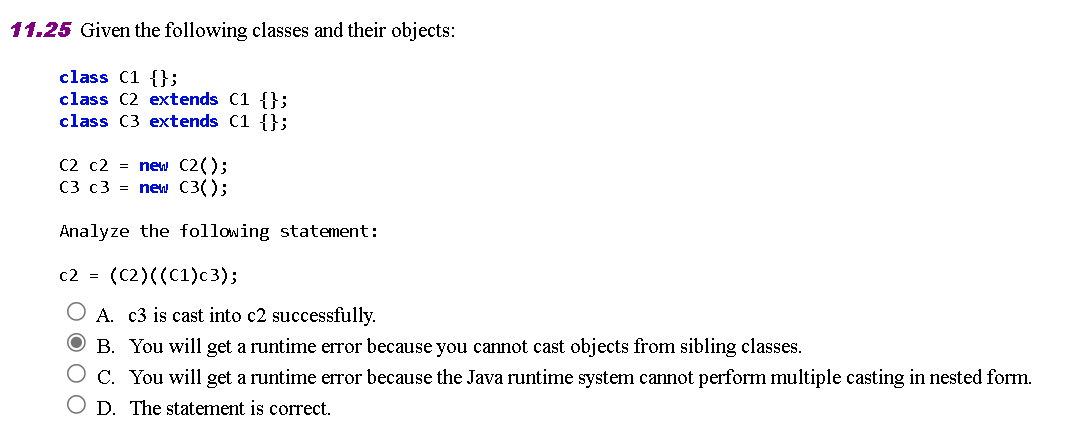 11.25 Given the following classes and their objects:
class C1 {};
class C2 extends C1 {};
class C3 extends C1 {};
C2 c2 = new C2();
C3 c3 = new C3();
Analyze the following statement:
c2 = (C2)((C1)c3);
A. c3 is cast into c2 successfully.
B. You will get a runtime error because you cannot cast objects from sibling classes.
C. You will get a runtime error because the Java runtime system cannot perform multiple casting in nested form.
D. The statement is correct.